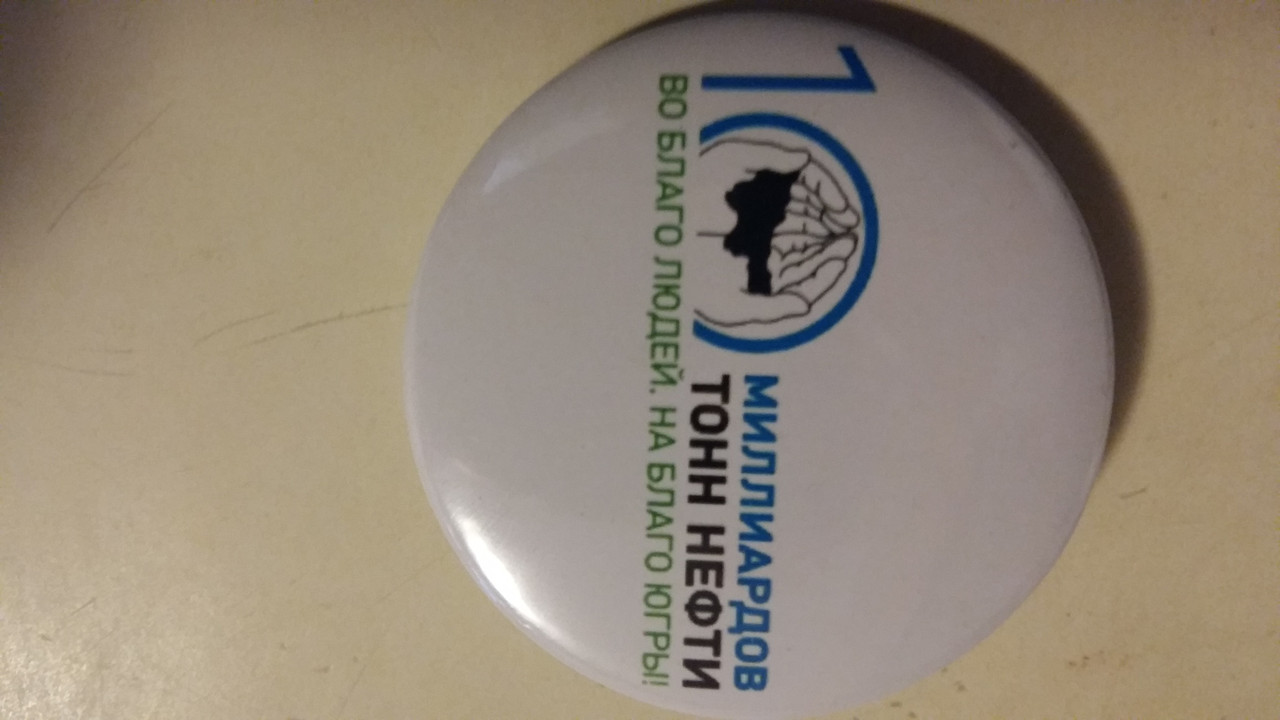 10 МИЛЛИАРДОВ
ТОНН НЕФТИ
ВО БЛАГО ЛЮДЕЙ. НА БЛАГО ЮГРЫ!!